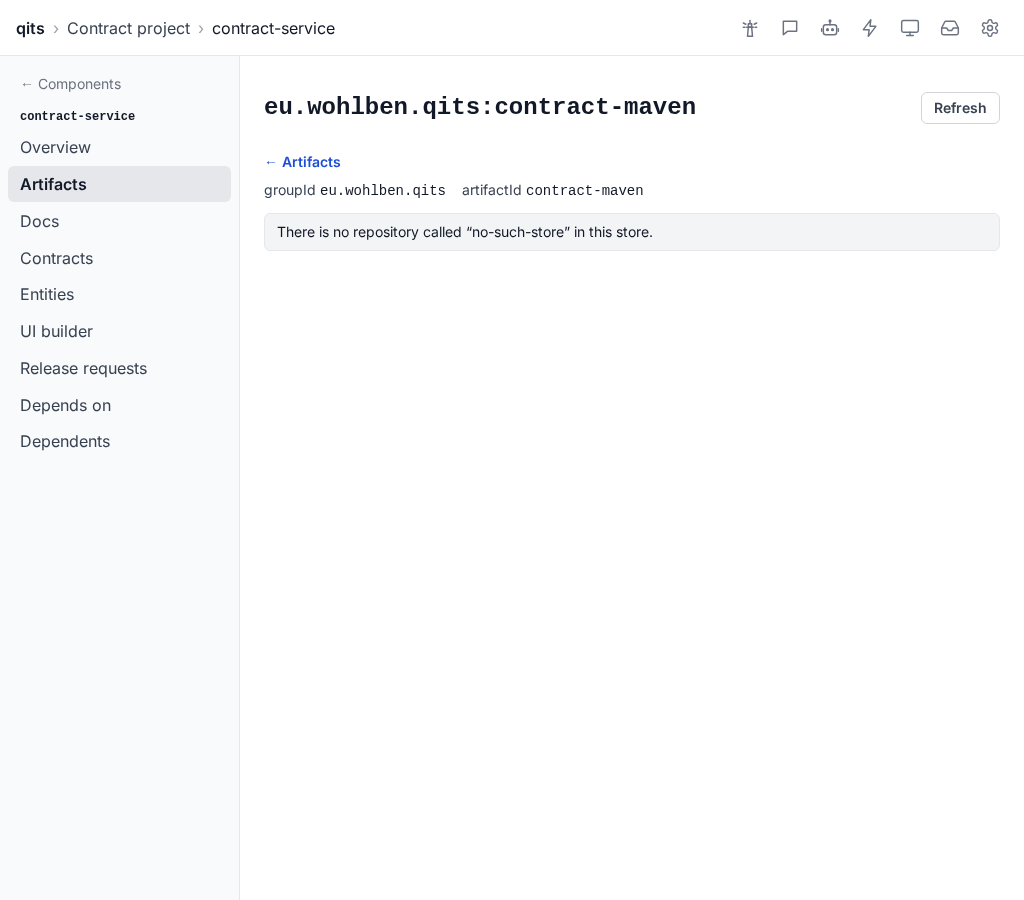 qits › Contract project › contract-service
← Components
contract-service
Overview
Artifacts
Docs
Contracts
Entities
UI builder
Release requests
Depends on
Dependents
eu.wohlben.qits:contract-maven
Refresh
← Artifacts
groupId eu.wohlben.qits artifactId contract-maven
There is no repository called “no-such-store” in this store.